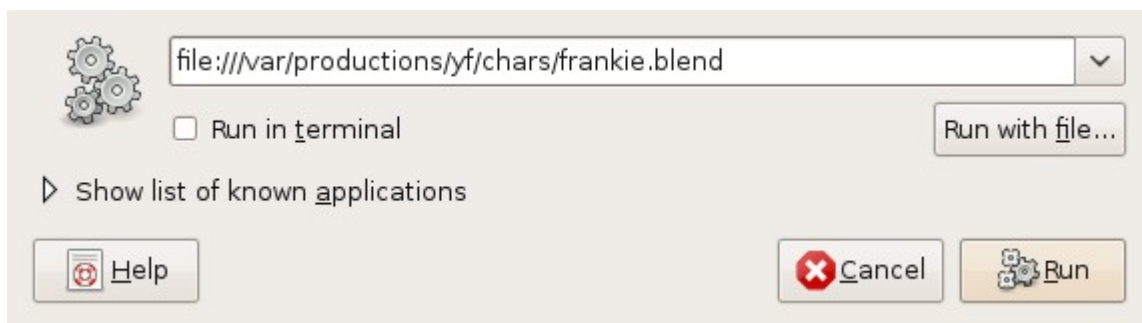 file:///var/productions/yf/chars/frankie.blend
Run in terminal
Run with file...
Show list of known applications
Help
Cancel
Run